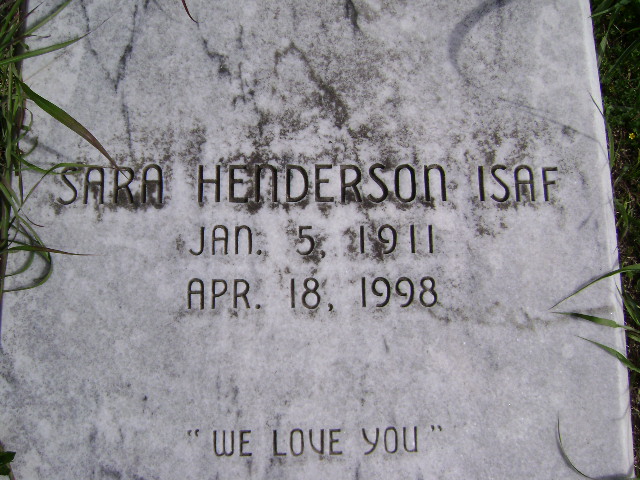 SARA HENDERSON ISAF
JAN. 5, 1911
APR. 18, 1998
"WE LOVE YOU"